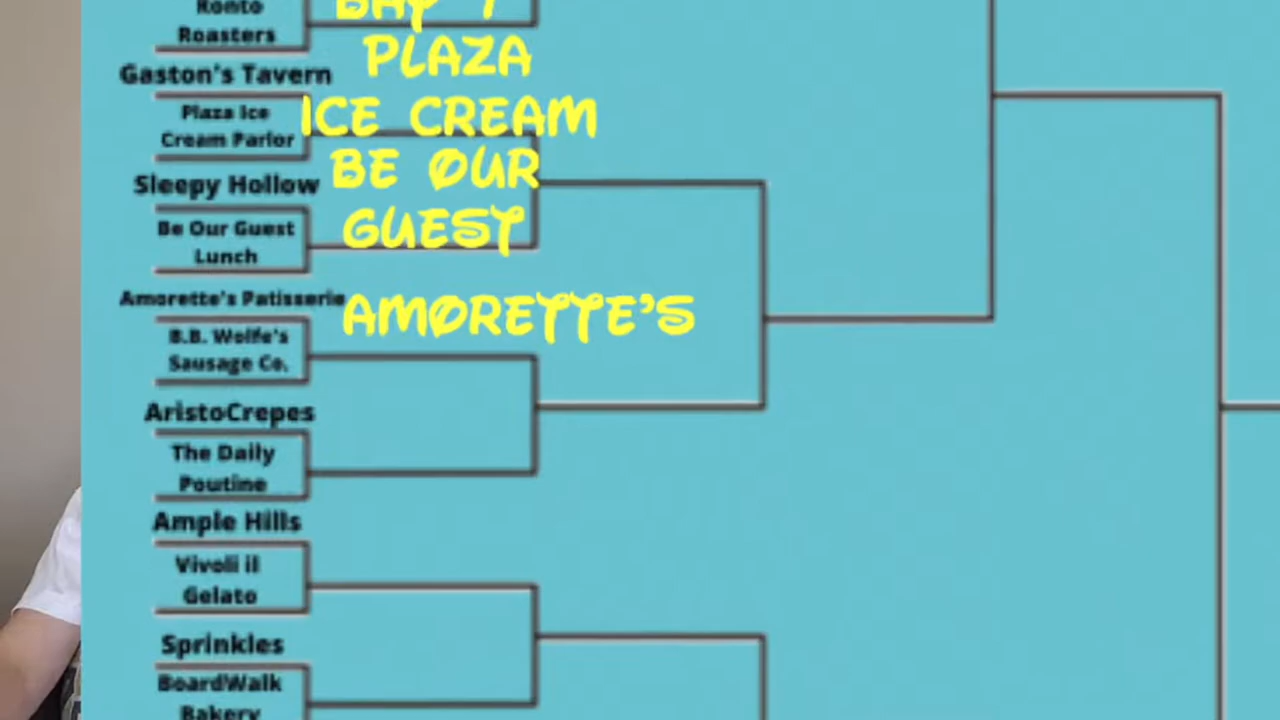 Ronto
Roasters
BAY 7
PLAZA
Gaston's Tavern
Plaza Ice
Cream Parlor
ICE CREAM
Sleepy Hollow
BE OUR
Be Our Guest
Lunch
GUEST
Amorette's Patisserie
AMORETTE'S
B.B. Wolfe's
Sausage Co.
AristoCrepes
The Daily
Poutine
Ample Hills
Vivoli il
Gelato
Sprinkles
BoardWalk
Bakery